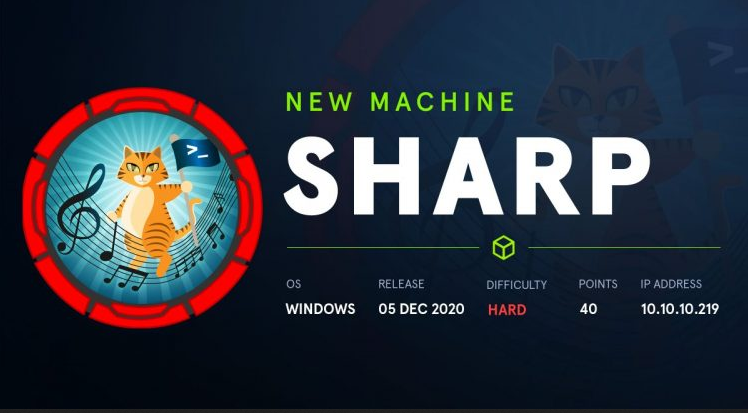 NEW MACHINE
SHARP
OS RELEASE DIFFICULTY POINTS IP ADDRESS
WINDOWS 05 DEC 2020 HARD 40 10.10.10.219
>_